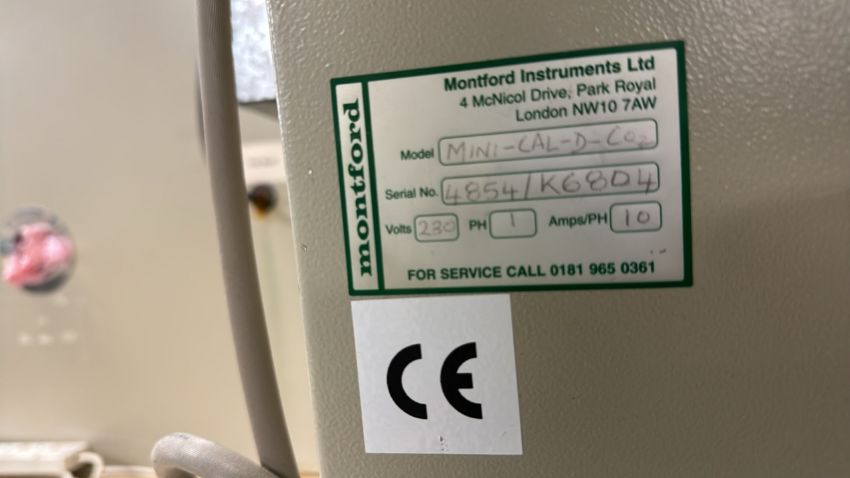 montford
Montford Instruments Ltd
4 McNicol Drive, Park Royal
London NW10 7AW
Model MINI-CAL-D-CO2
Serial No. 4854/K6804
Volts 230 PH 1 Amps/PH 10
FOR SERVICE CALL 0181 965 0361
CE